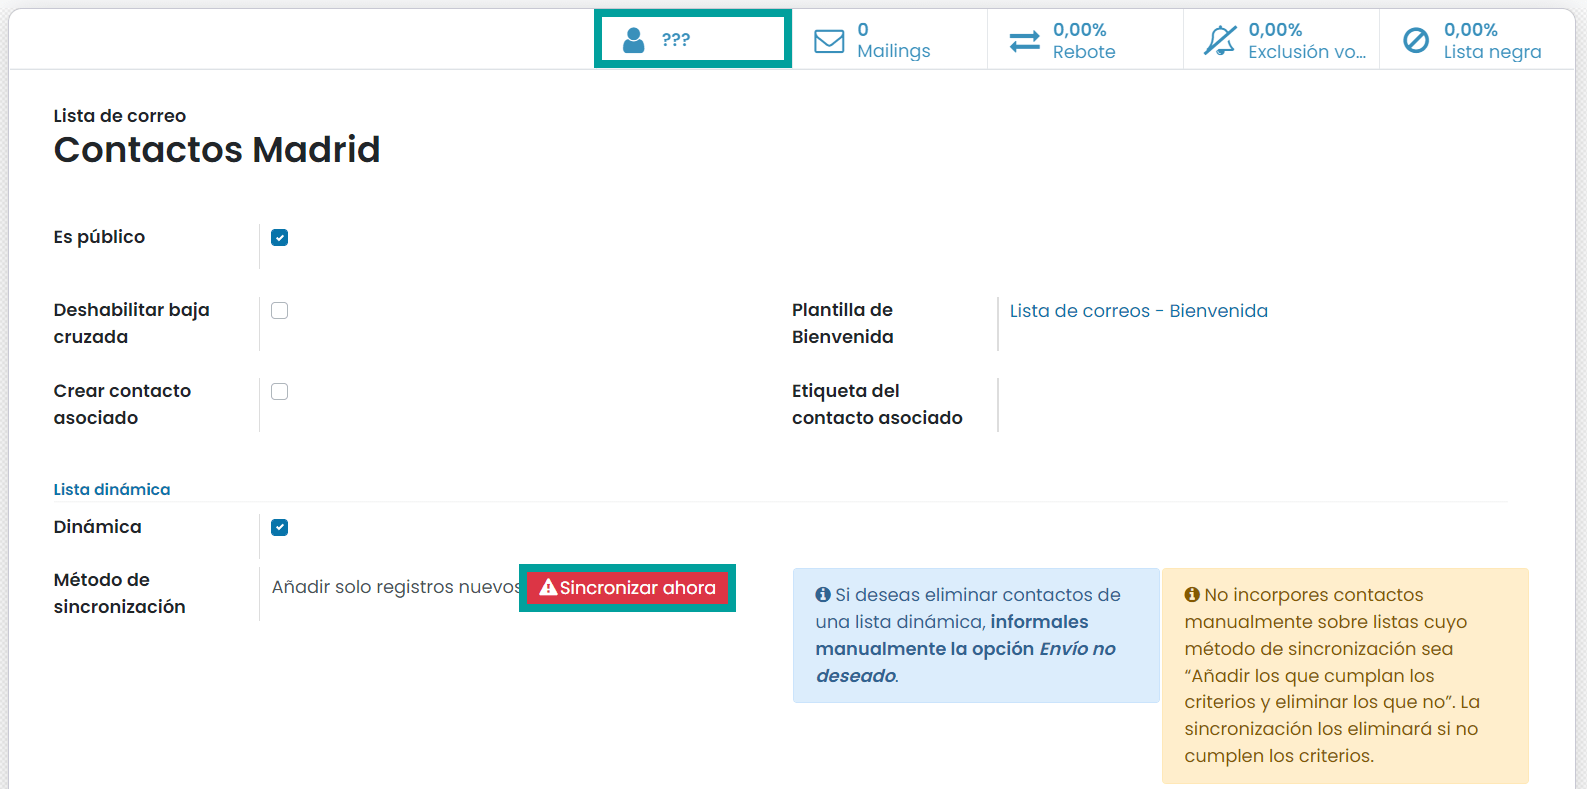 ???
0
Mailings
0,00%
Rebote
0,00%
Exclusión vo...
0,00%
Lista negra
Lista de correo
Contactos Madrid
Es público
Deshabilitar baja
cruzada
Plantilla de
Bienvenida
Lista de correos - Bienvenida
Crear contacto
asociado
Etiqueta del
contacto asociado
Lista dinámica
Dinámica
Método de
sincronización
Añadir solo registros nuevos
Sincronizar ahora
Si deseas eliminar contactos de
una lista dinámica, informales
manualmente la opción Envío no
deseado.
No incorpores contactos
manualmente sobre listas cuyo
método de sincronización sea
“Añadir los que cumplan los
criterios y eliminar los que no”. La
sincronización los eliminará si no
cumplen los criterios.